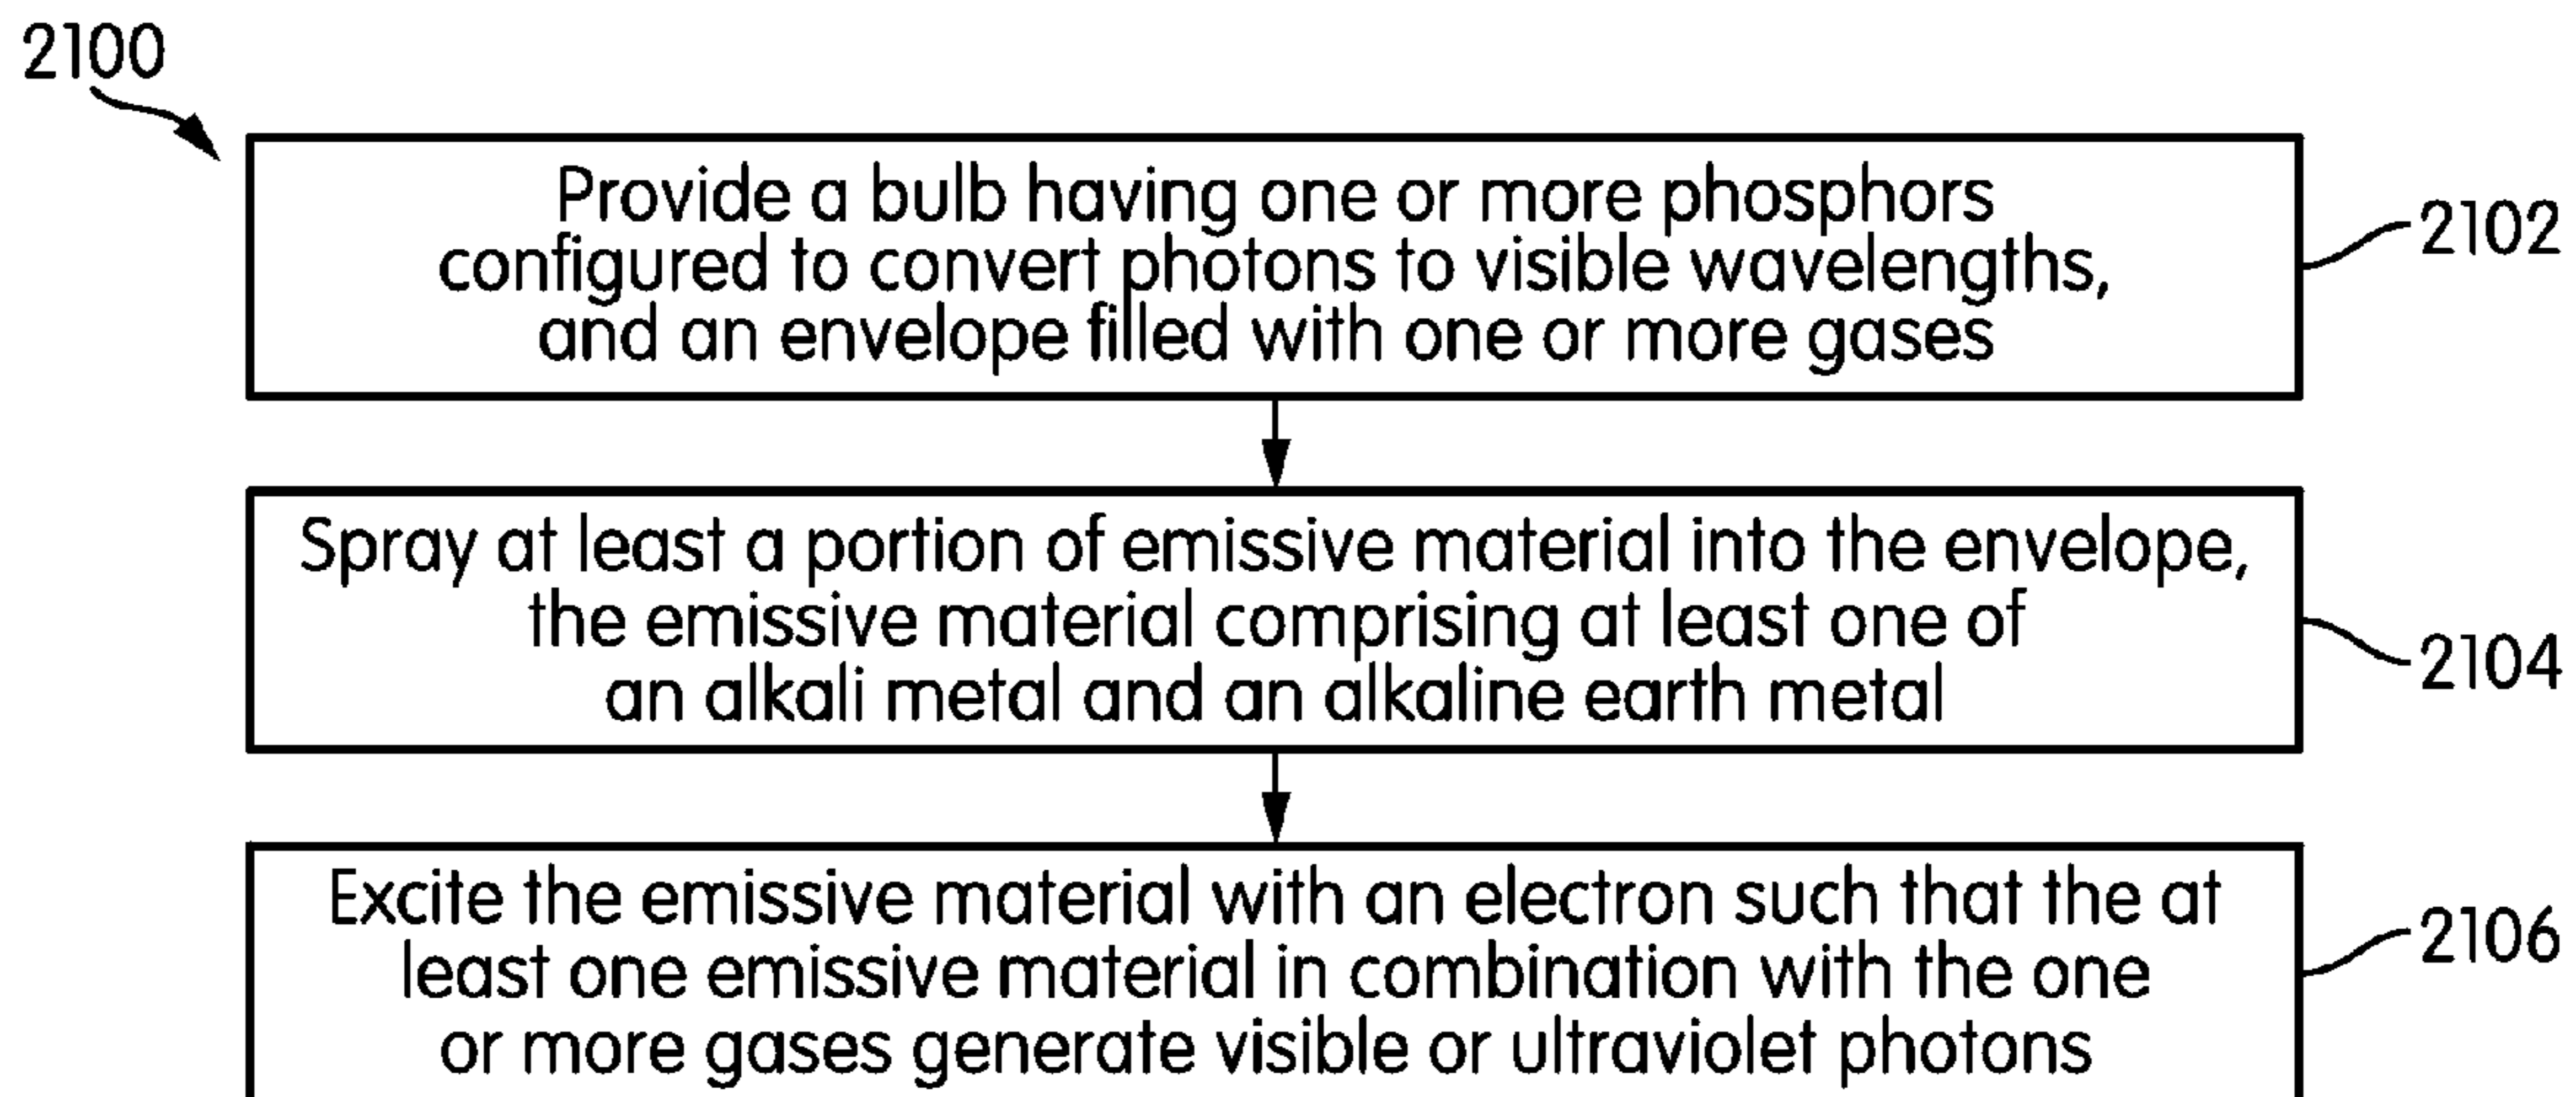 2100
Provide a bulb having one or more phosphors
configured to convert photons to visible wavelengths,
and an envelope filled with one or more gases
2102
Spray at least a portion of emissive material into the envelope,
the emissive material comprising at least one of
an alkali metal and an alkaline earth metal
2104
Excite the emissive material with an electron such that the at
least one emissive material in combination with the one
or more gases generate visible or ultraviolet photons
2106